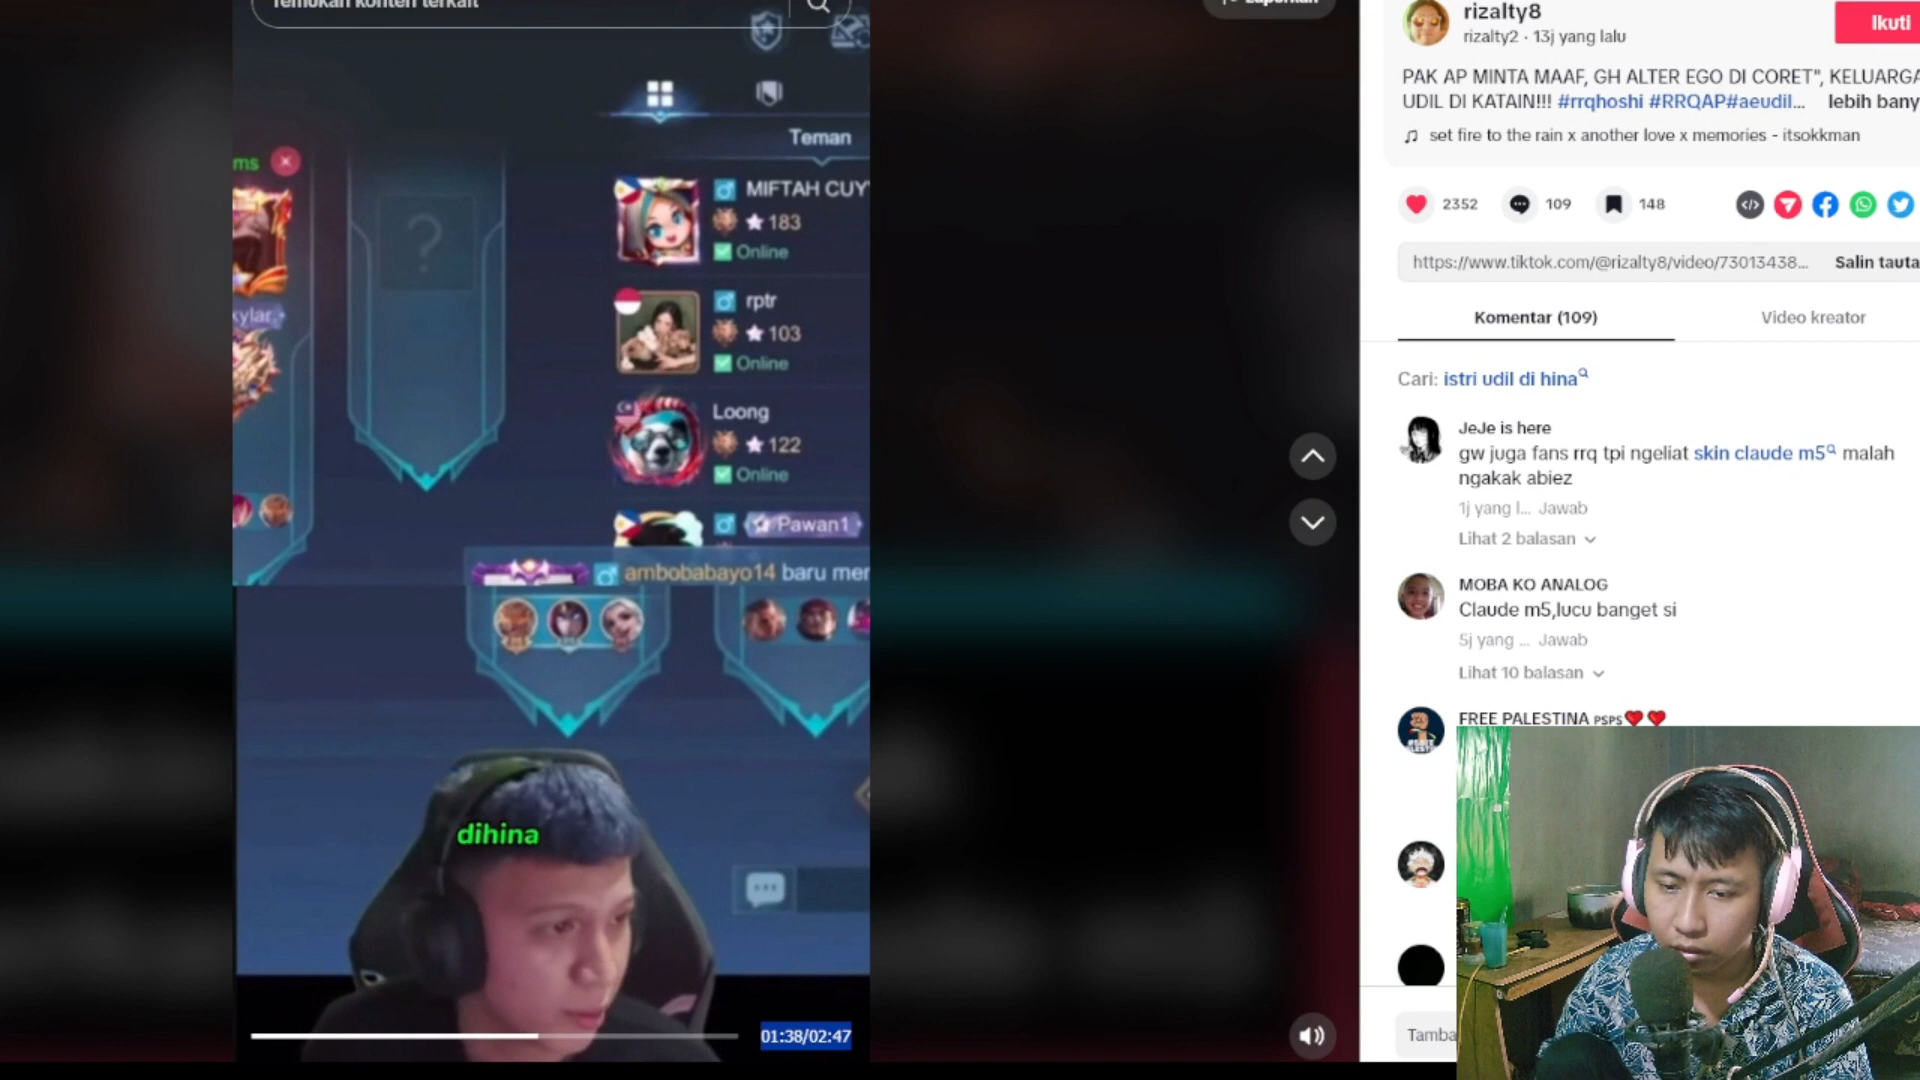 Temukan konten terkait
Laporkan
Teman
ms
MIFTAH CUY
183
Online
rptr
103
Online
kylar
Loong
122
Online
Pawan1
ambobabayo14 baru mer
dihina
01:38/02:47
rizalty8
rizalty2 · 13j yang lalu
Ikuti
PAK AP MINTA MAAF, GH ALTER EGO DI CORET", KELUARGA
UDIL DI KATAIN!!! #rrqhoshi #RRQAP#aeudil... lebih bany
set fire to the rain x another love x memories - itsokkman
2352
109
148
https://www.tiktok.com/@rizalty8/video/73013438... Salin tauta
Komentar (109)
Video kreator
Cari: istri udil di hina
JeJe is here
gw juga fans rrq tpi ngeliat skin claude m5 malah
ngakak abiez
1j yang l... Jawab
Lihat 2 balasan
MOBA KO ANALOG
Claude m5,lucu banget si
5j yang ... Jawab
Lihat 10 balasan
FREE PALESTINA PSPS❤️❤️
Tamba